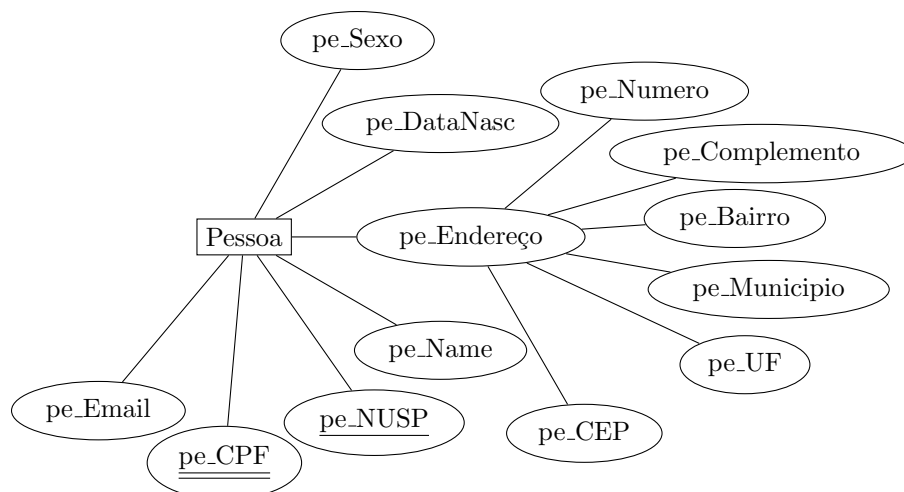 pe_Sexo
pe_Numero
pe_DataNasc
pe_Complemento
pe_Bairro
Pessoa
pe_Endereço
pe_Municipio
pe_Name
pe_UF
pe_Email
pe_NUSP
pe_CEP
pe_CPF